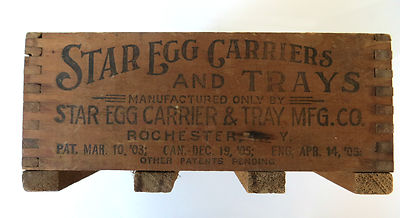 STAR EGG CARRIERS
AND TRAYS
MANUFACTURED ONLY BY
STAR EGG CARRIER & TRAY MFG. CO.
ROCHESTER, Y.
PAT. MAR. 10, '03; CAN. DEC. 19, '05; ENG. APR. 14, '05;
OTHER PATENTS PENDING